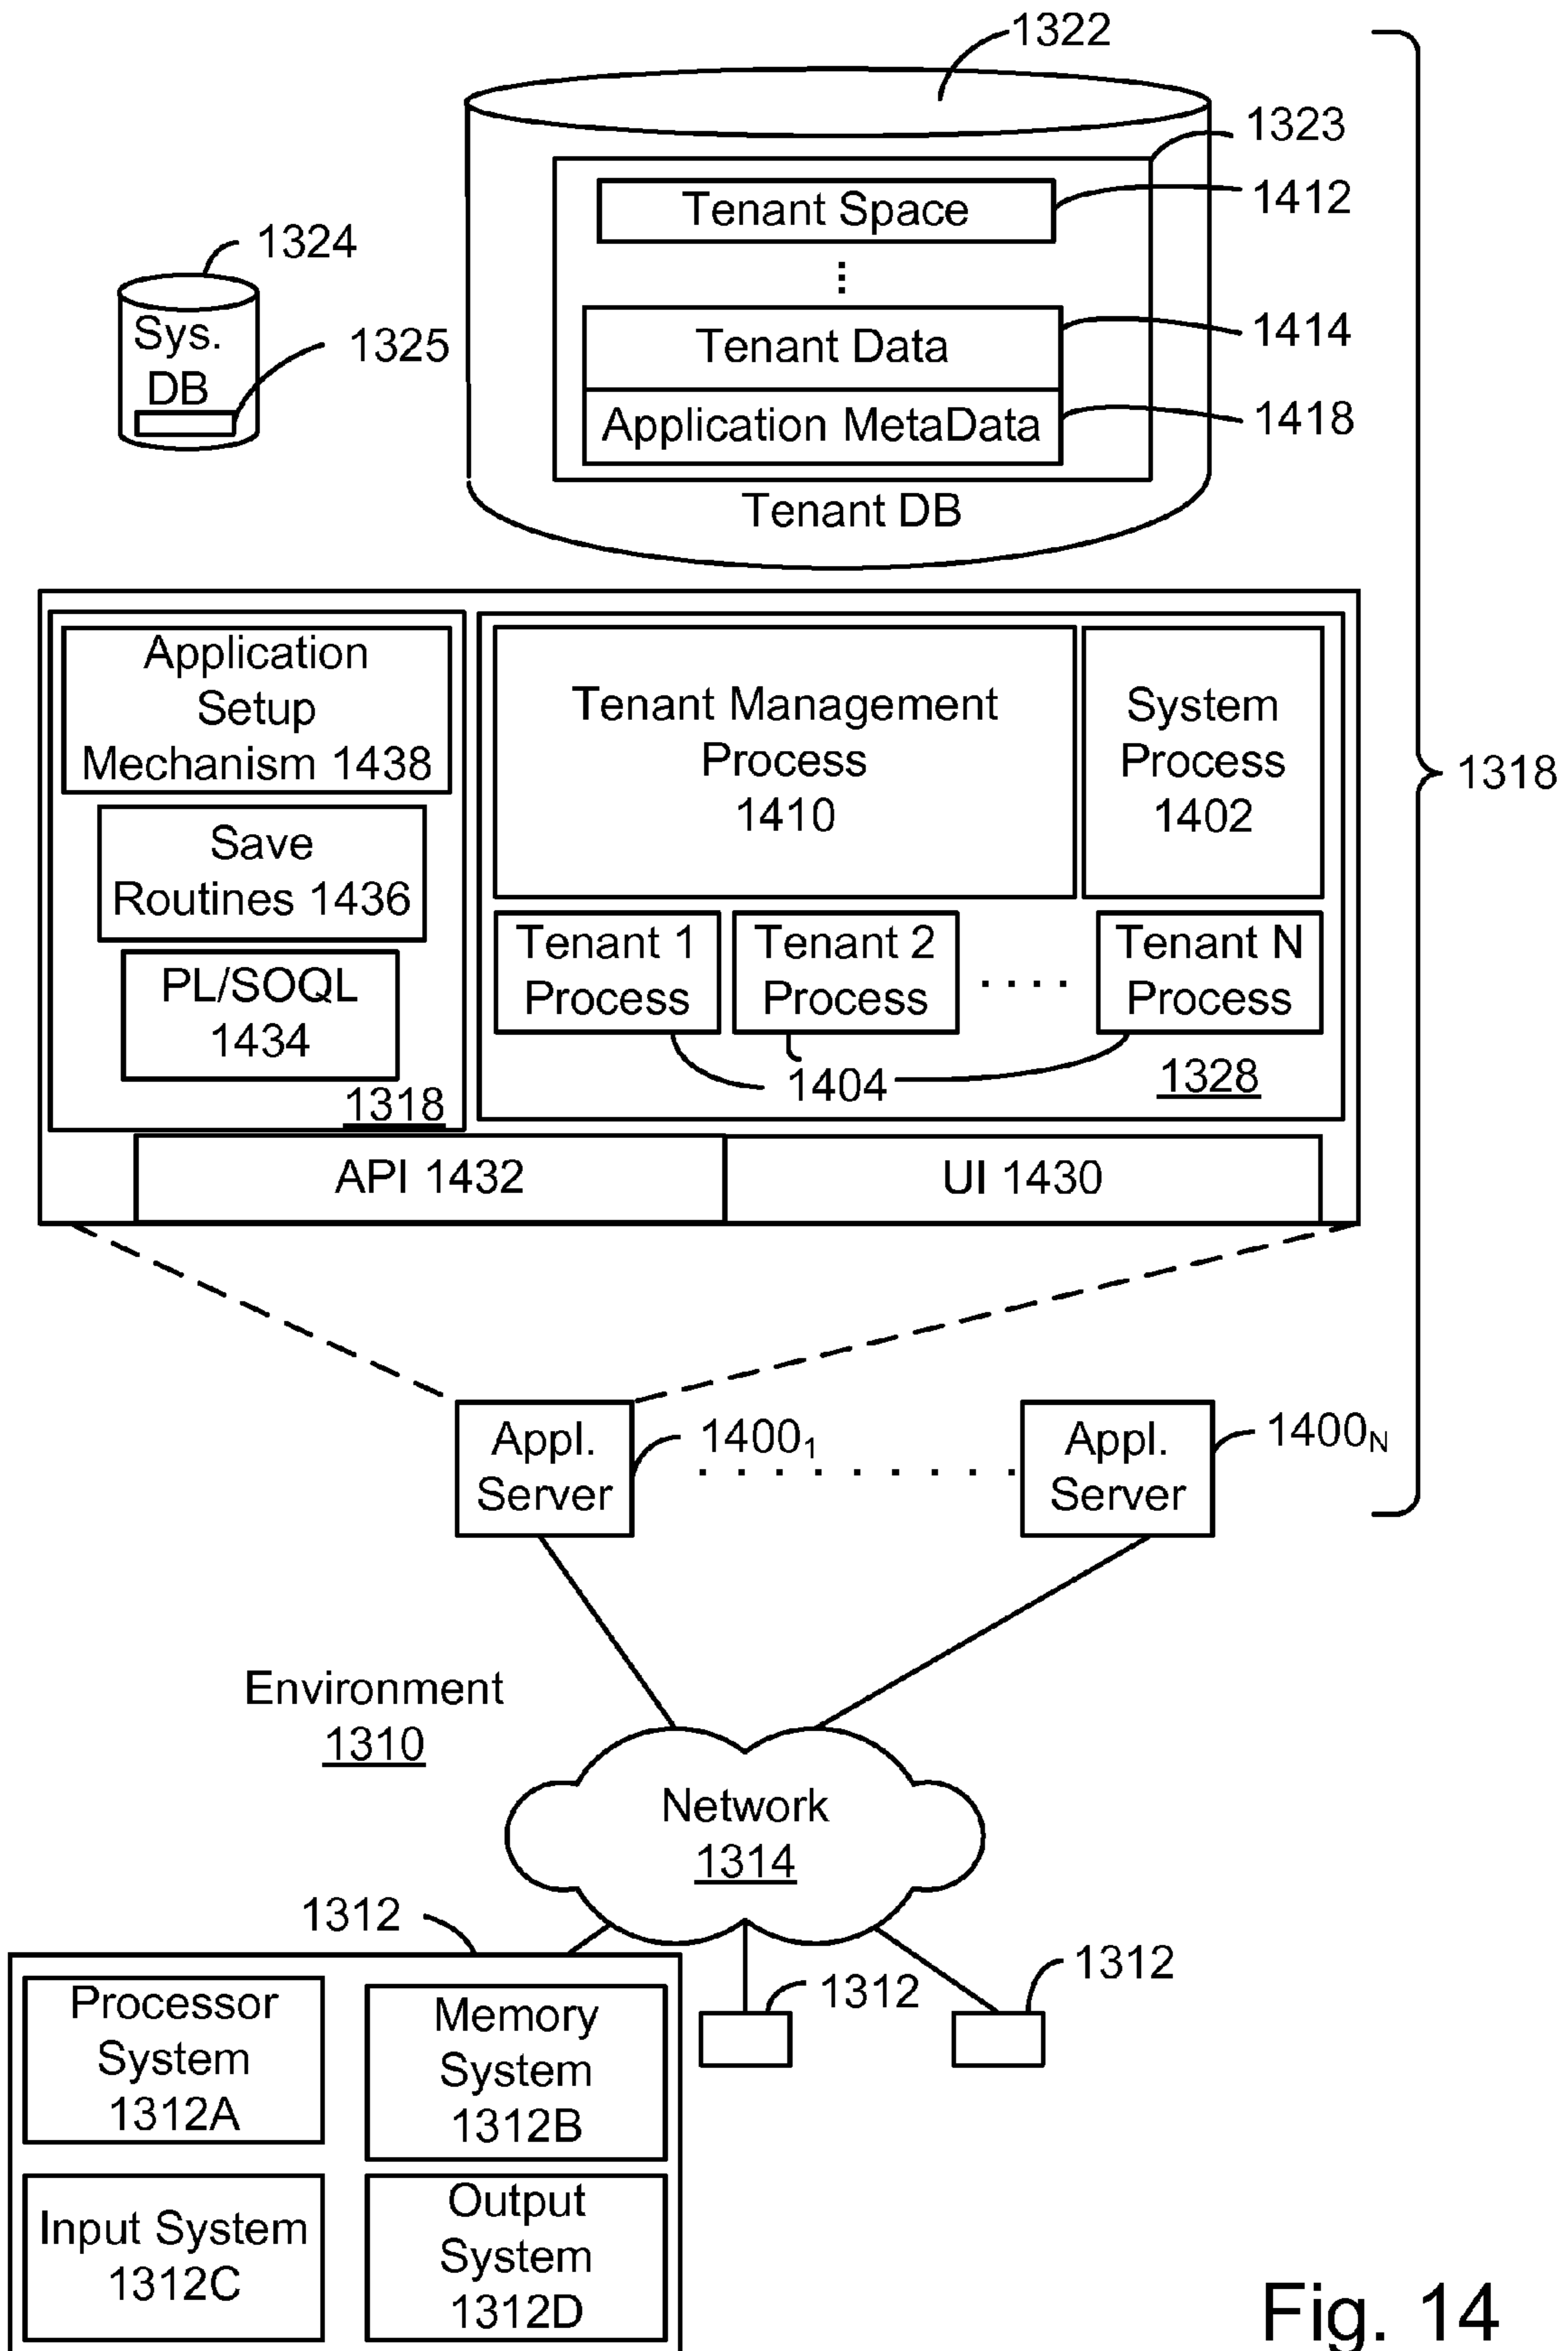 1322
1323
Tenant Space
1412
1324
Sys.
DB
1325
Tenant Data
1414
Application MetaData
1418
Tenant DB
Application
Setup
Mechanism 1438
Save
Routines 1436
PL/SOQL
1434
1318
Tenant Management
Process
1410
System
Process
1402
Tenant 1
Process
Tenant 2
Process
. . . .
Tenant N
Process
1404
1328
API 1432
UI 1430
1318
Appl.
Server
1400₁
. . . . . . . . .
Appl.
Server
1400N
Environment
1310
Network
1314
1312
1312
1312
Processor
System
1312A
Memory
System
1312B
Input System
1312C
Output
System
1312D
Fig. 14